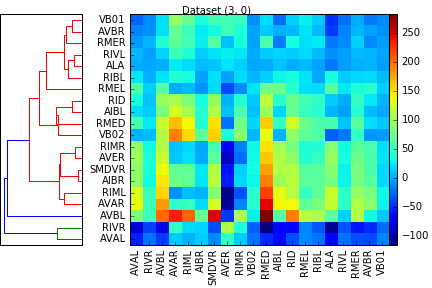 Dataset (3, 0)
VB01
AVBR
RMER
RIVL
ALA
RIBL
RMEL
RID
AIBL
RMED
VB02
RIMR
AVER
SMDVR
AIBR
RIML
AVAR
AVBL
RIVR
AVAL
250
200
150
100
50
0
−50
−100
AVAL
RIVR
AVBL
AVAR
RIML
AIBR
SMDVR
AVER
RIMR
VB02
RMED
AIBL
RID
RMEL
RIBL
ALA
RIVL
RMER
AVBR
VB01